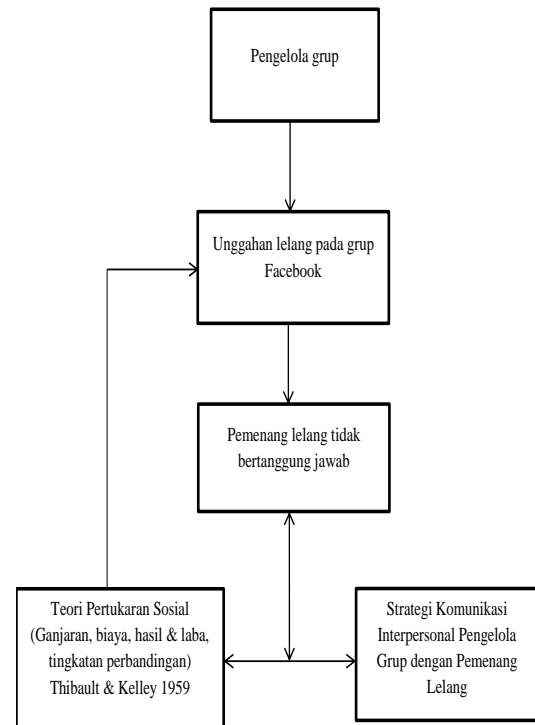 Pengelola grup
Unggahan lelang pada grup
Facebook
Pemenang lelang tidak
bertanggung jawab
Teori Pertukaran Sosial
(Ganjaran, biaya, hasil & laba,
tingkatan perbandingan)
Thibault & Kelley 1959
Strategi Komunikasi
Interpersonal Pengelola
Grup dengan Pemenang
Lelang